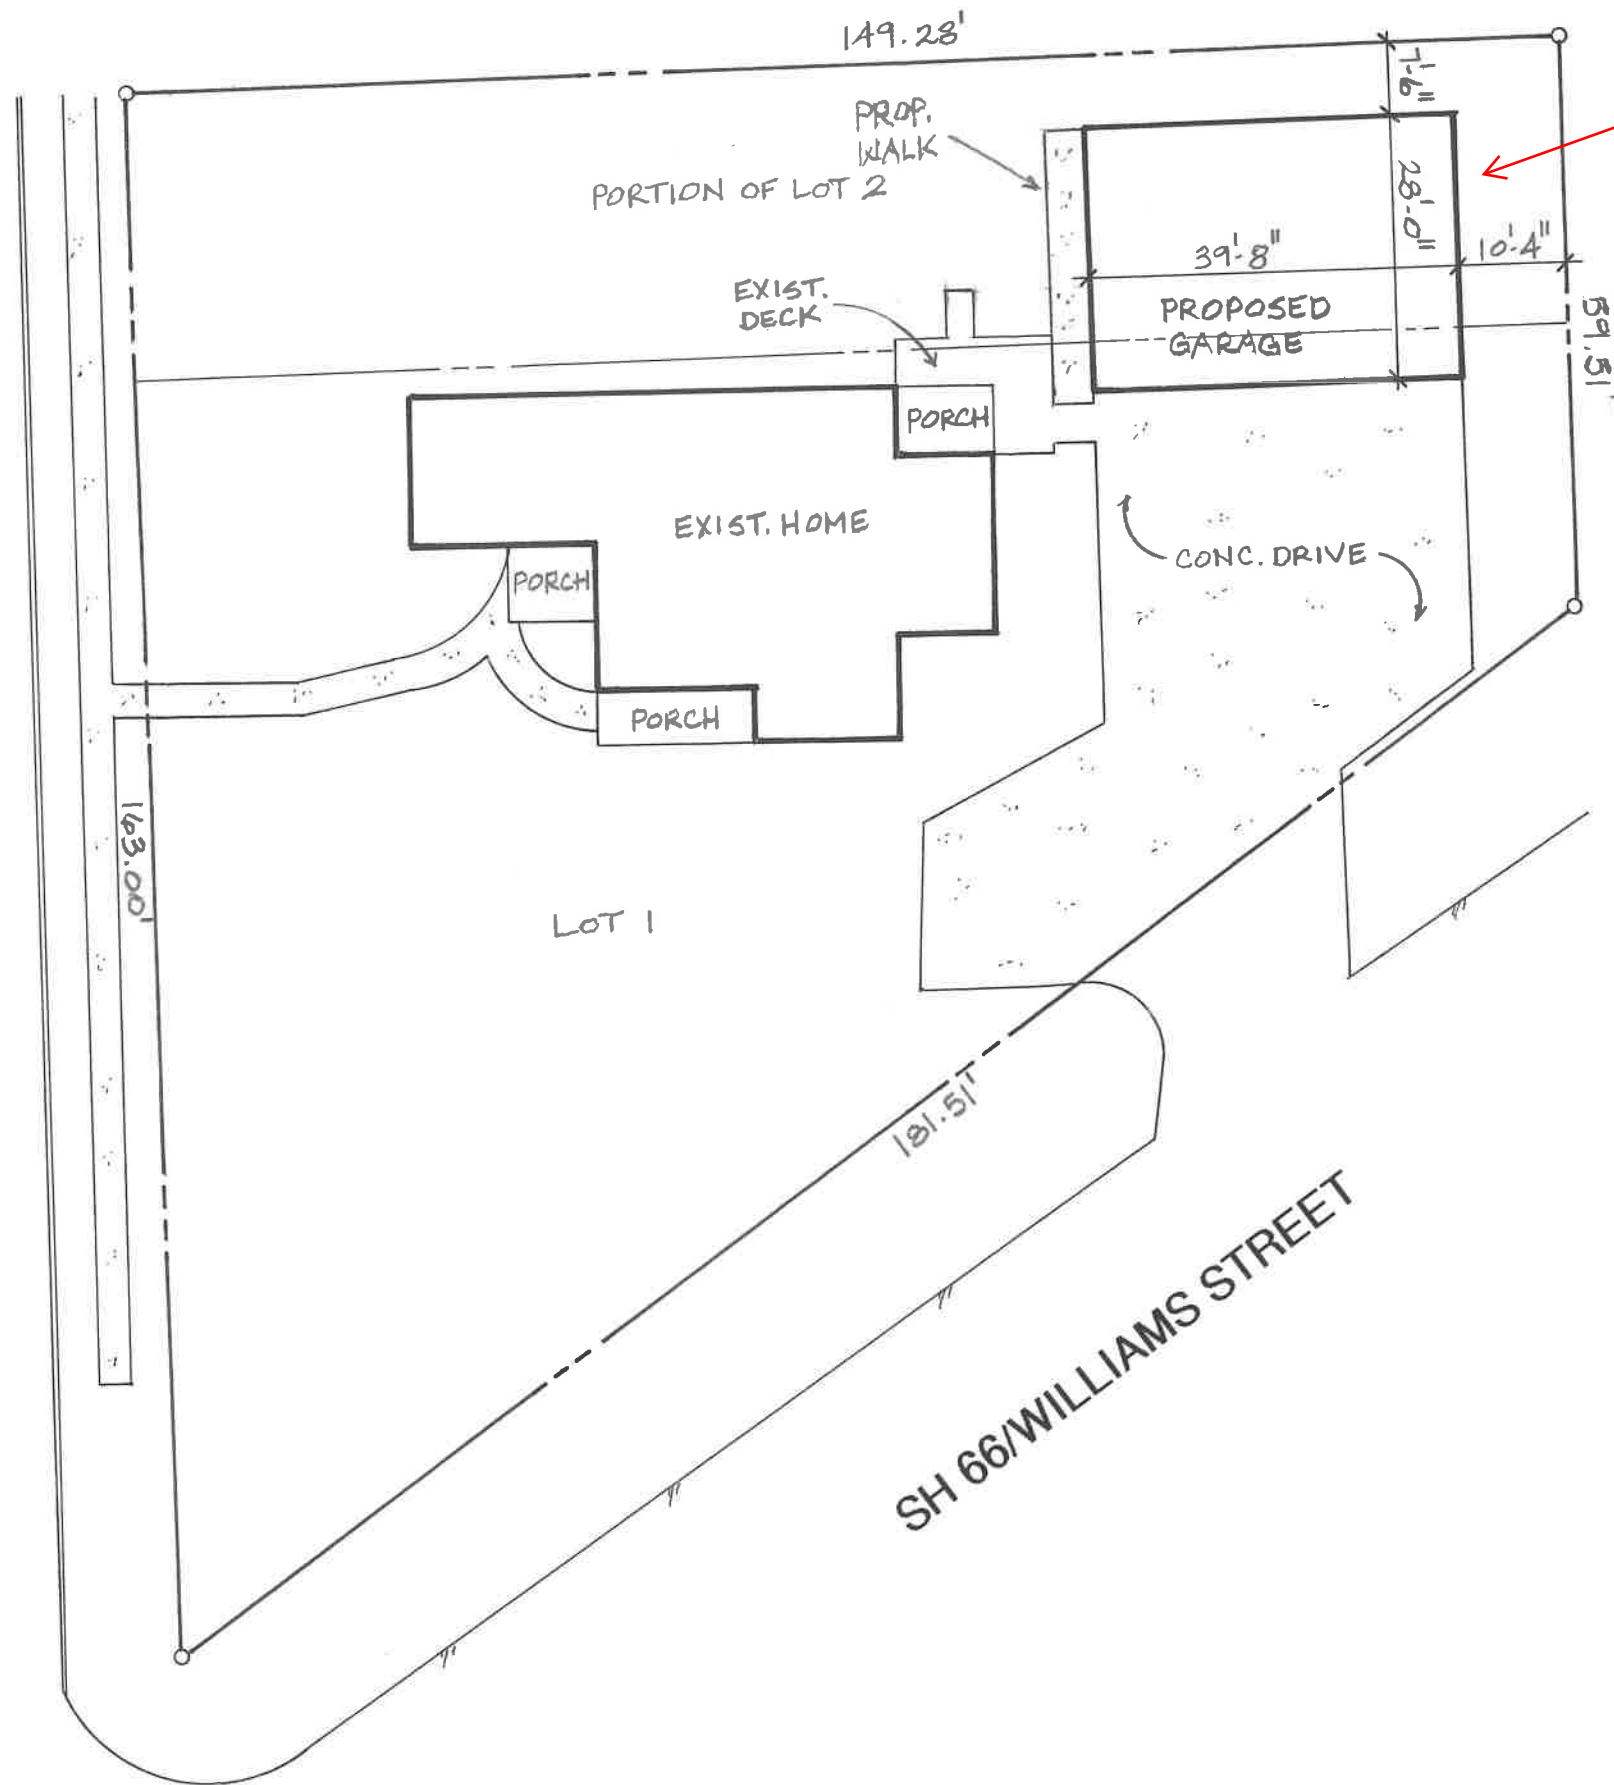 149.28'
7'-6"
PROP.
WALK
PORTION OF LOT 2
28'-0"
39'-8"
10'-4"
EXIST.
DECK
PROPOSED
GARAGE
59.51'
PORCH
EXIST. HOME
CONC. DRIVE
PORCH
PORCH
163.00'
LOT 1
181.51'
SH 66/WILLIAMS STREET